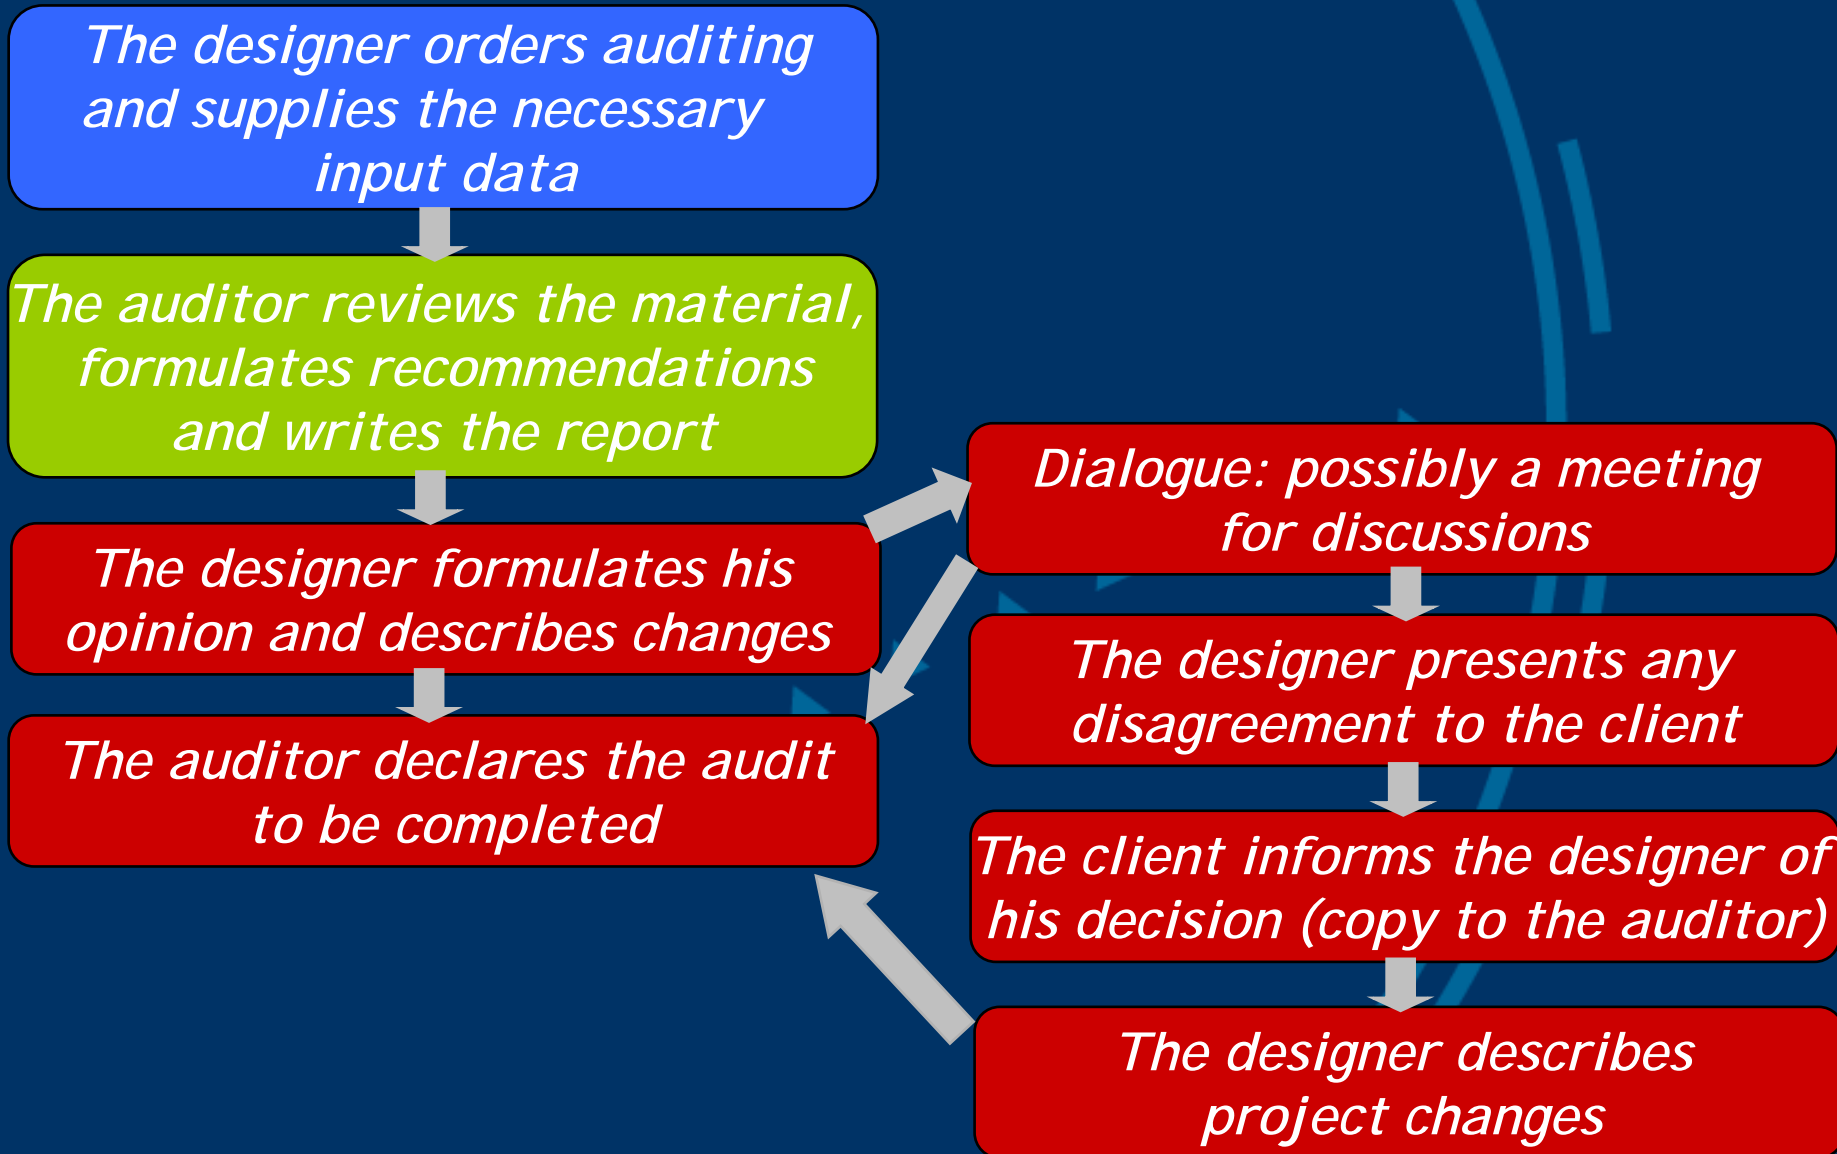 The designer orders auditing
and supplies the necessary
input data
The auditor reviews the material,
formulates recommendations
and writes the report
The designer formulates his
opinion and describes changes
The auditor declares the audit
to be completed
Dialogue: possibly a meeting
for discussions
The designer presents any
disagreement to the client
The client informs the designer of
his decision (copy to the auditor)
The designer describes
project changes